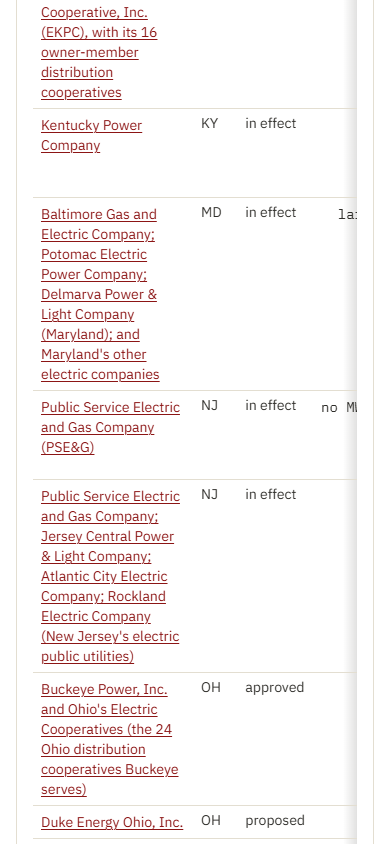 Cooperative, Inc.
(EKPC), with its 16
owner-member
distribution
cooperatives
Kentucky Power KY in effect
Company
Baltimore Gas and MD in effect
Electric Company;
Potomac Electric
Power Company;
Delmarva Power &
Light Company
(Maryland); and
Maryland's other
electric companies
Public Service Electric NJ in effect no
and Gas Company
(PSE&G)
Public Service Electric NJ in effect
and Gas Company;
Jersey Central Power
& Light Company;
Atlantic City Electric
Company; Rockland
Electric Company
(New Jersey's electric
public utilities)
Buckeye Power, Inc. OH approved
and Ohio's Electric
Cooperatives (the 24
Ohio distribution
cooperatives Buckeye
serves)
Duke Energy Ohio, Inc. OH proposed